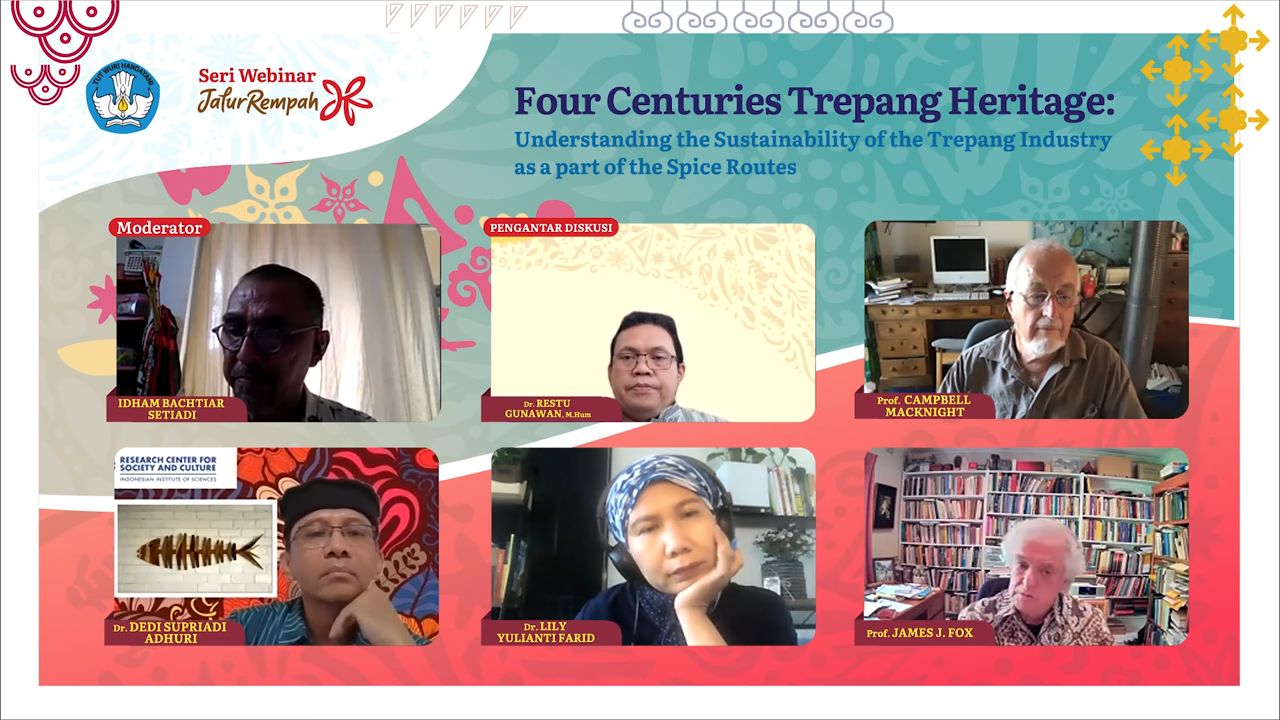 TUT WURI HANDAYANI
Seri Webinar
Jalur Rempah
Four Centuries Trepang Heritage:
Understanding the Sustainability of the Trepang Industry
as a part of the Spice Routes
Moderator
IDHAM BACHTIAR
SETIADI
PENGANTAR DISKUSI
Dr. RESTU
GUNAWAN, M.Hum
Prof. CAMPBELL
MACKNIGHT
RESEARCH CENTER FOR
SOCIETY AND CULTURE
INDONESIAN INSTITUTE OF SCIENCES
Dr. DEDI SUPRIADI
ADHURI
Dr. LILY
YULIANTI FARID
Prof. JAMES J. FOX